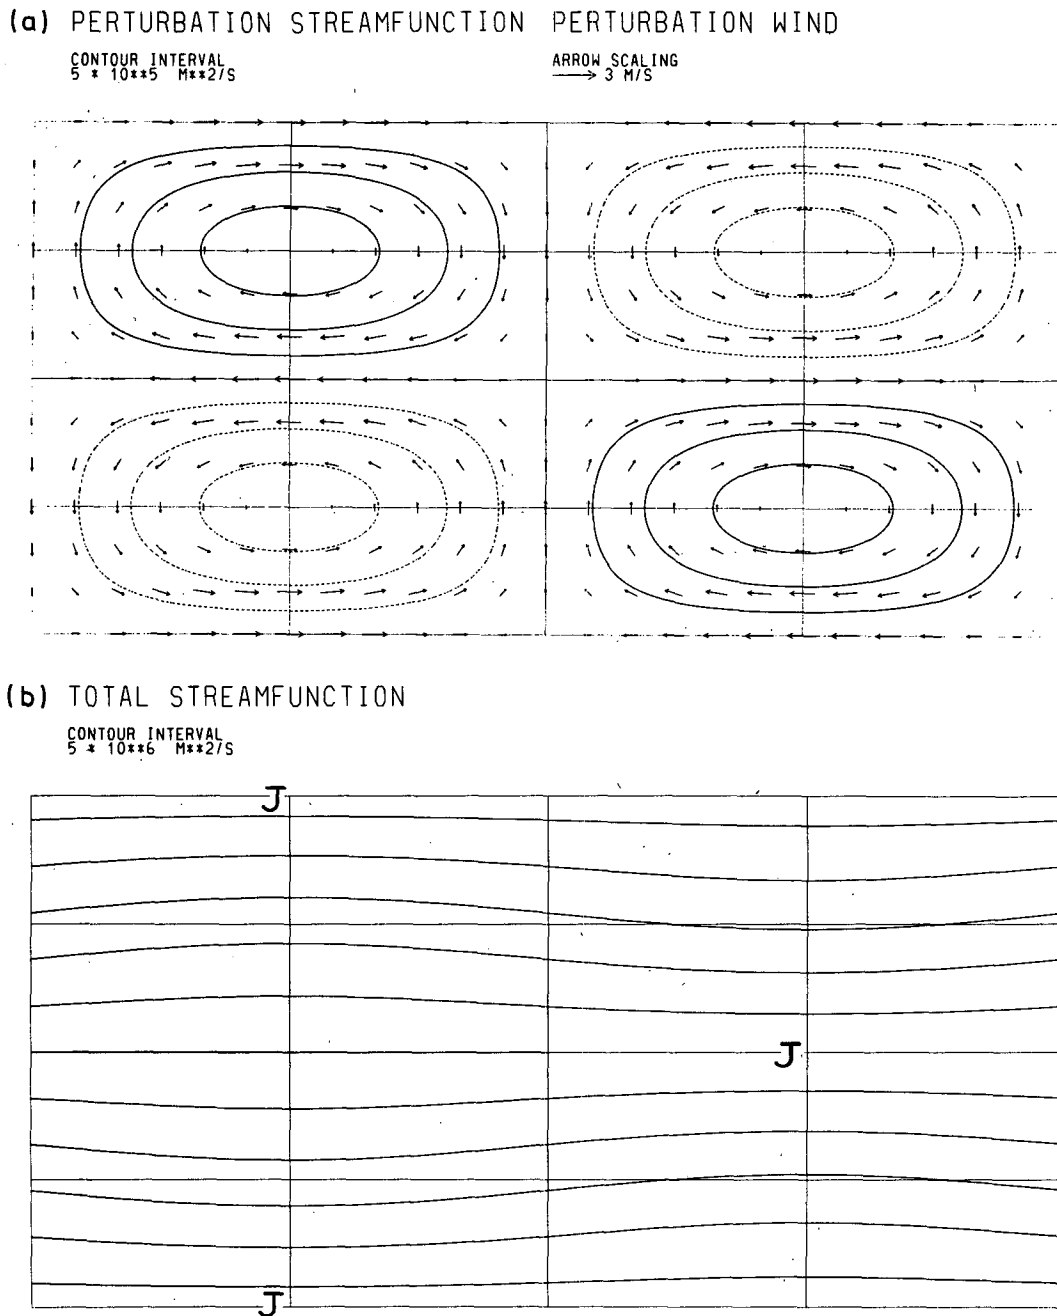 (a) PERTURBATION STREAMFUNCTION PERTURBATION WIND
CONTOUR INTERVAL
5 * 10**5 M**2/S
ARROW SCALING
3 M/S
(b) TOTAL STREAMFUNCTION
CONTOUR INTERVAL
5 * 10**6 M**2/S
J
J
J